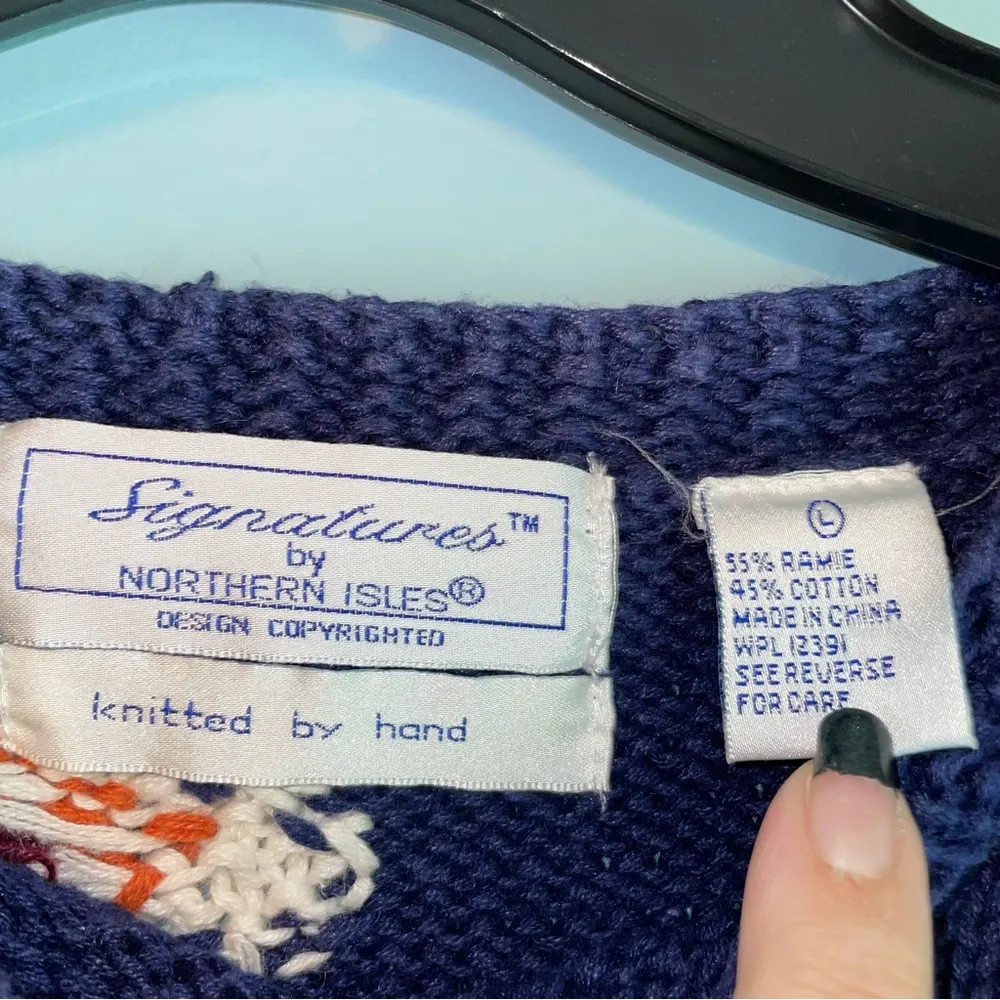 Signatures™
by
NORTHERN ISLES®
DESIGN COPYRIGHTED
knitted by hand
L
55% RAMIE
45% COTTON
MADE IN CHINA
WPL 12391
SEE REVERSE
FOR CARE